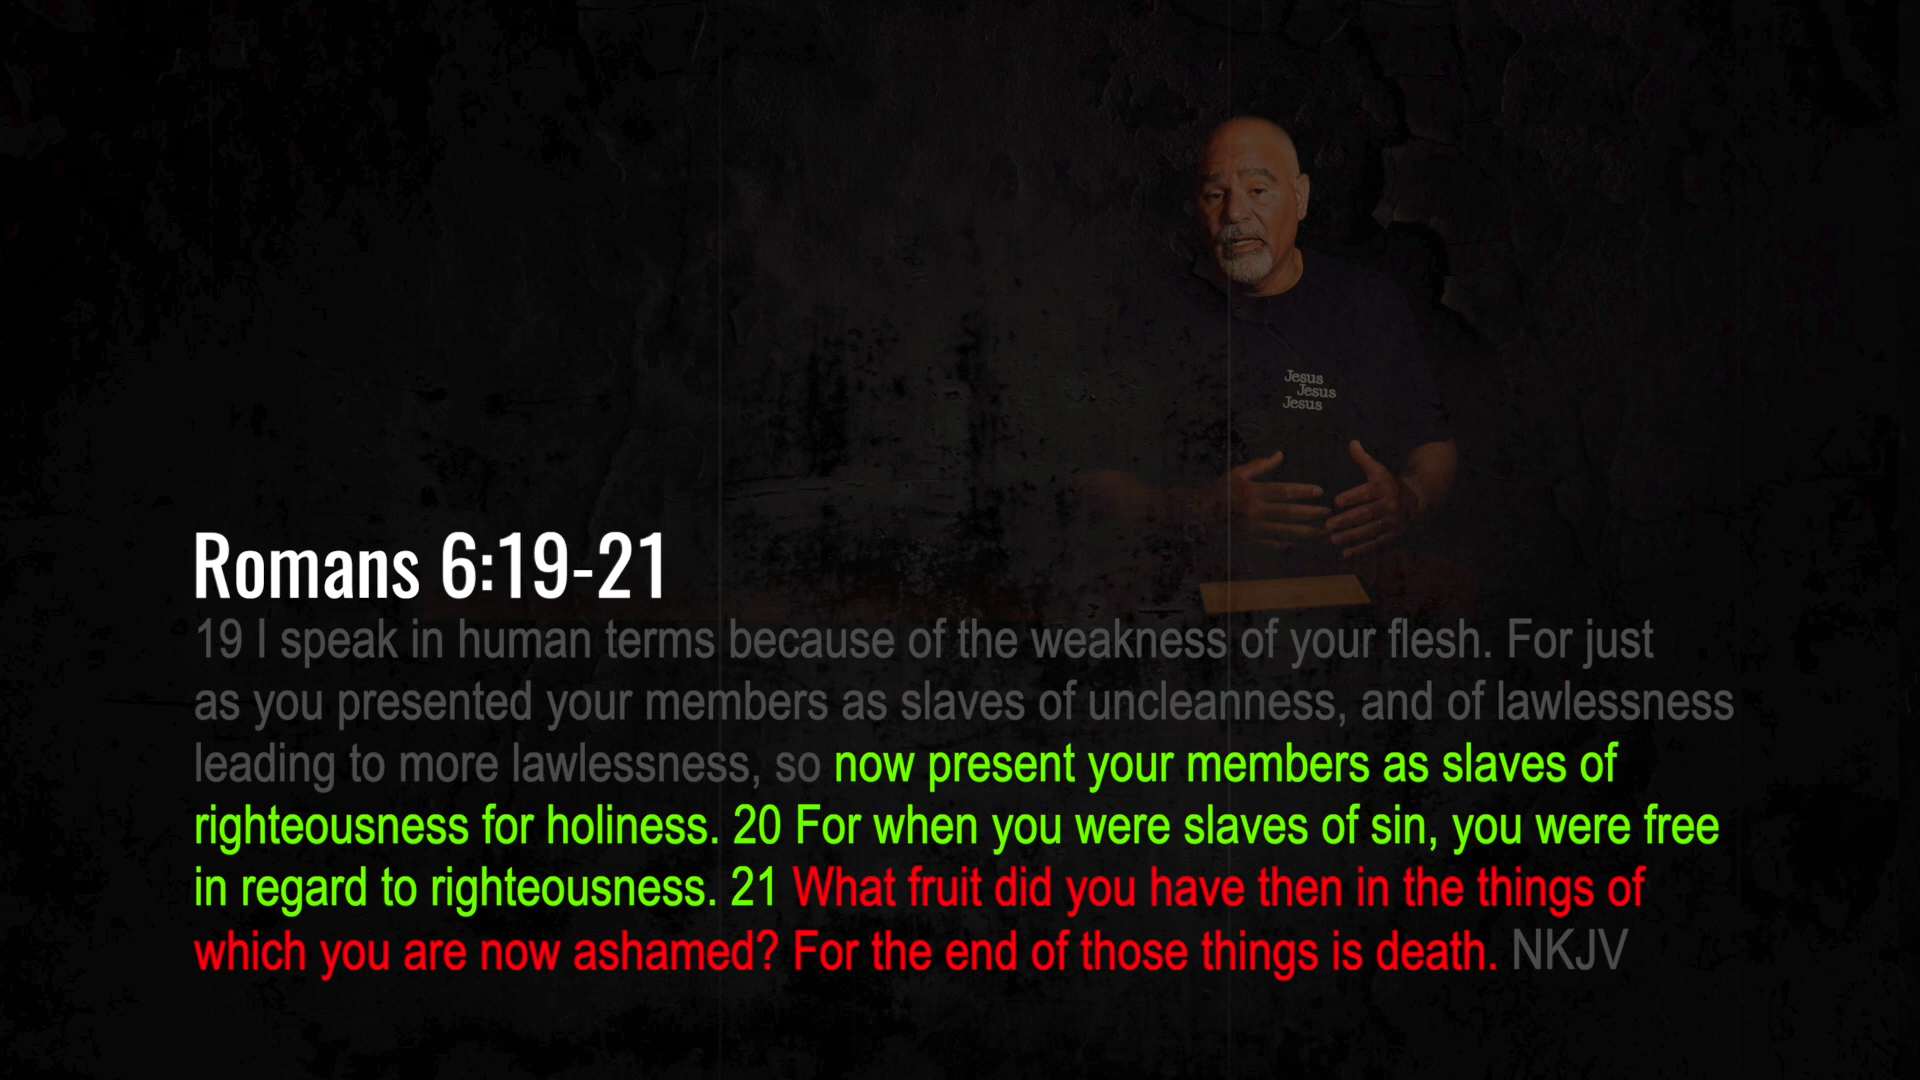 Jesus
Jesus
Jesus
Romans 6:19-21
19 I speak in human terms because of the weakness of your flesh. For just
as you presented your members as slaves of uncleanness, and of lawlessness
leading to more lawlessness, so now present your members as slaves of
righteousness for holiness. 20 For when you were slaves of sin, you were free
in regard to righteousness. 21 What fruit did you have then in the things of
which you are now ashamed? For the end of those things is death. NKJV